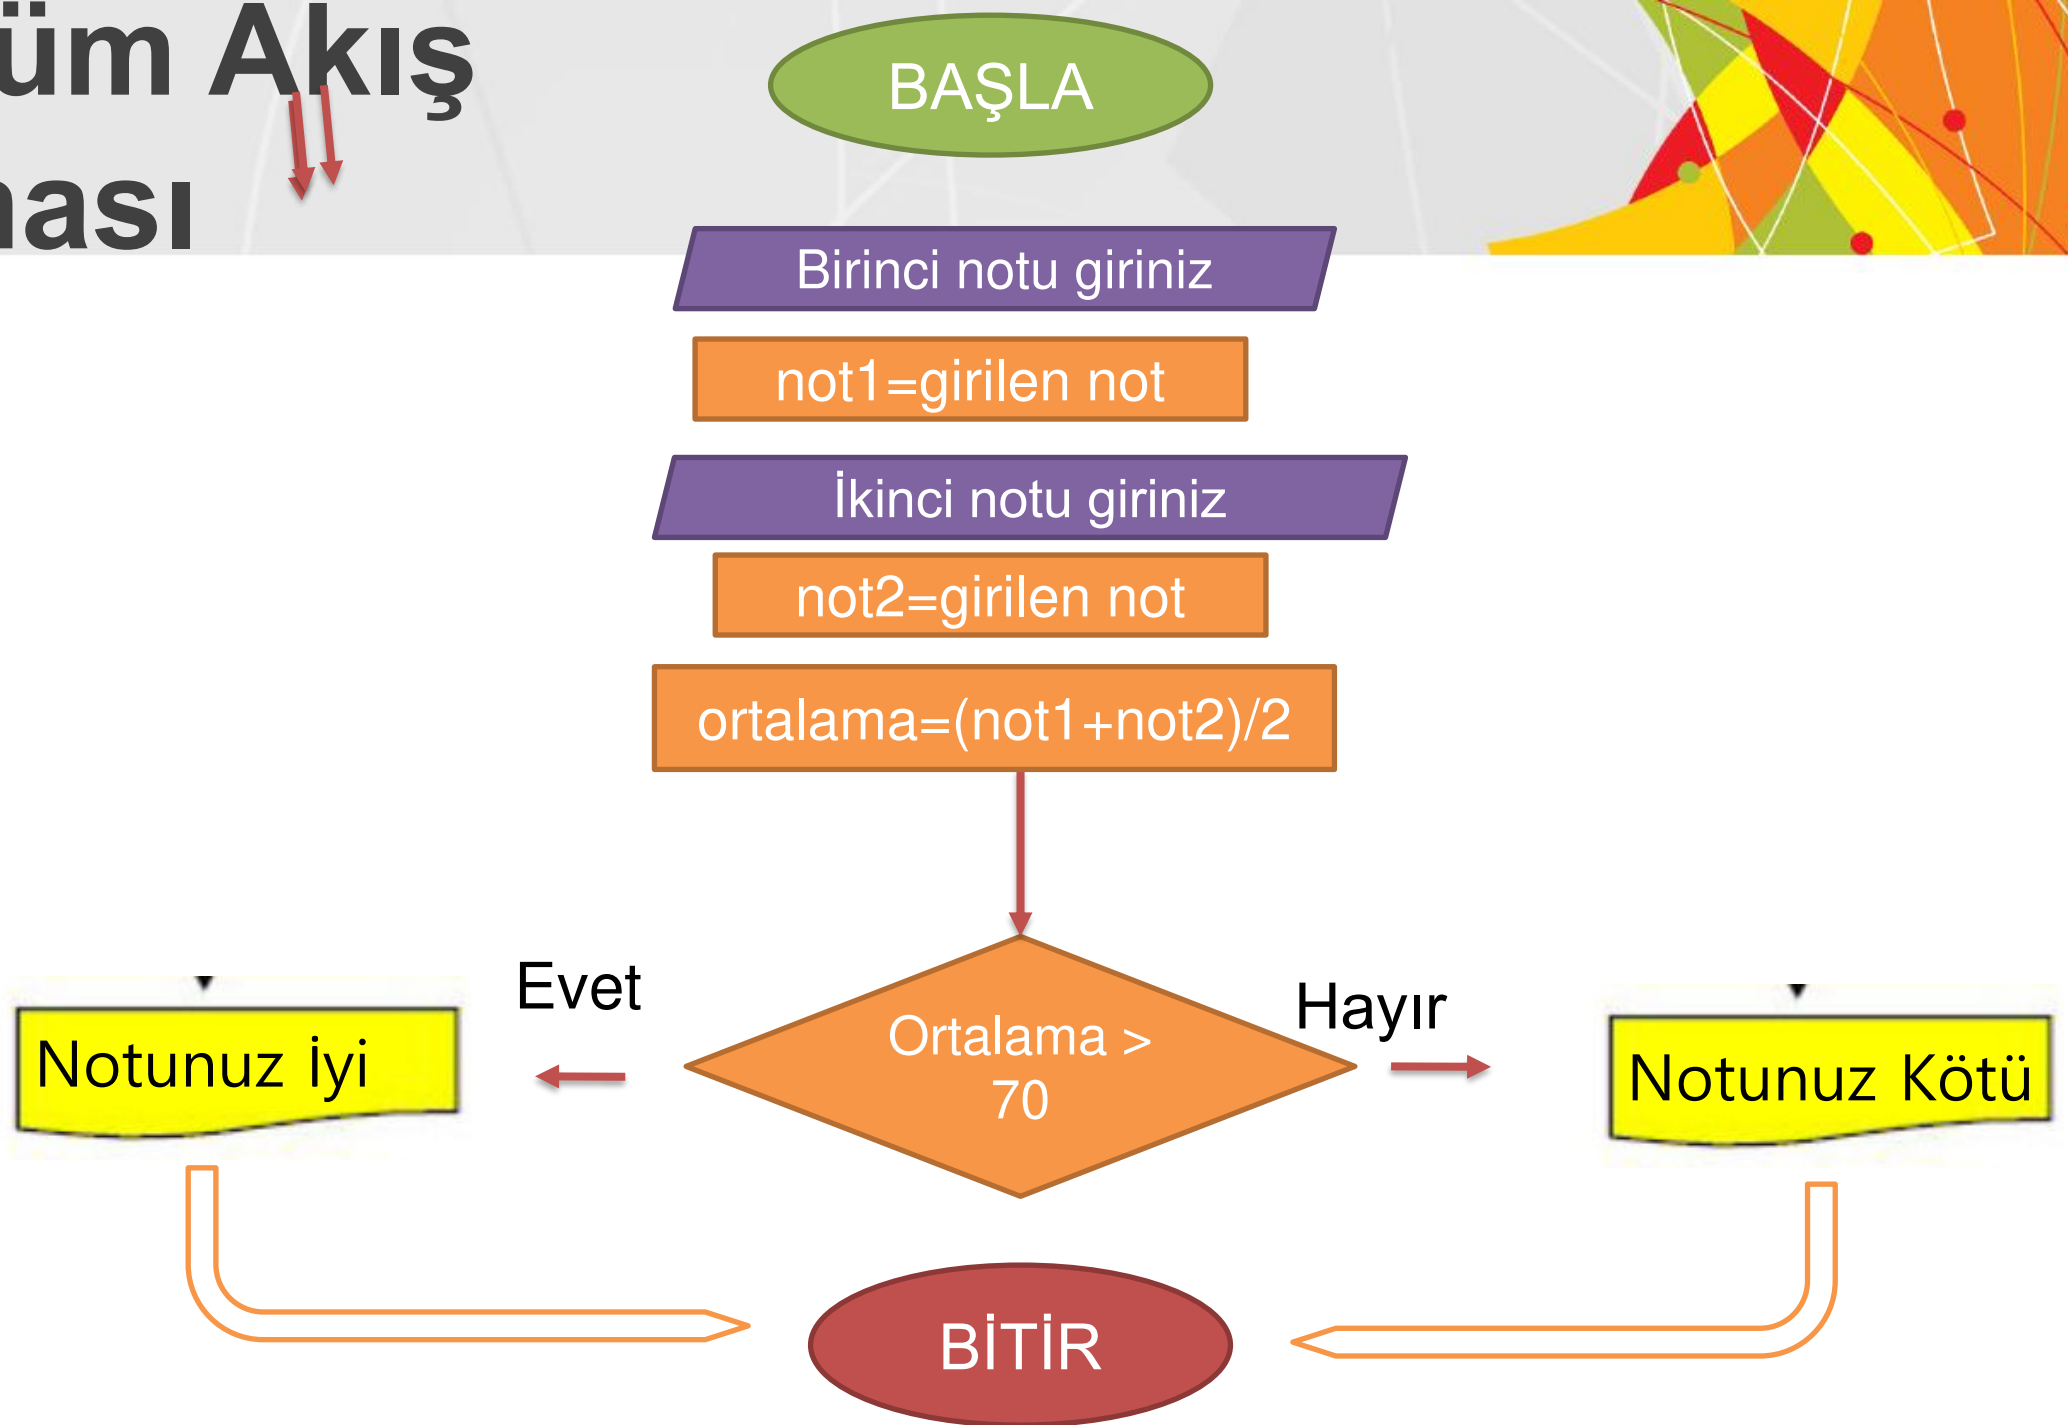 üm Akış
ması
BAŞLA
Birinci notu giriniz
not1=girilen not
İkinci notu giriniz
not2=girilen not
ortalama=(not1+not2)/2
Evet
Hayır
Ortalama >
70
Notunuz İyi
Notunuz Kötü
BİTİR